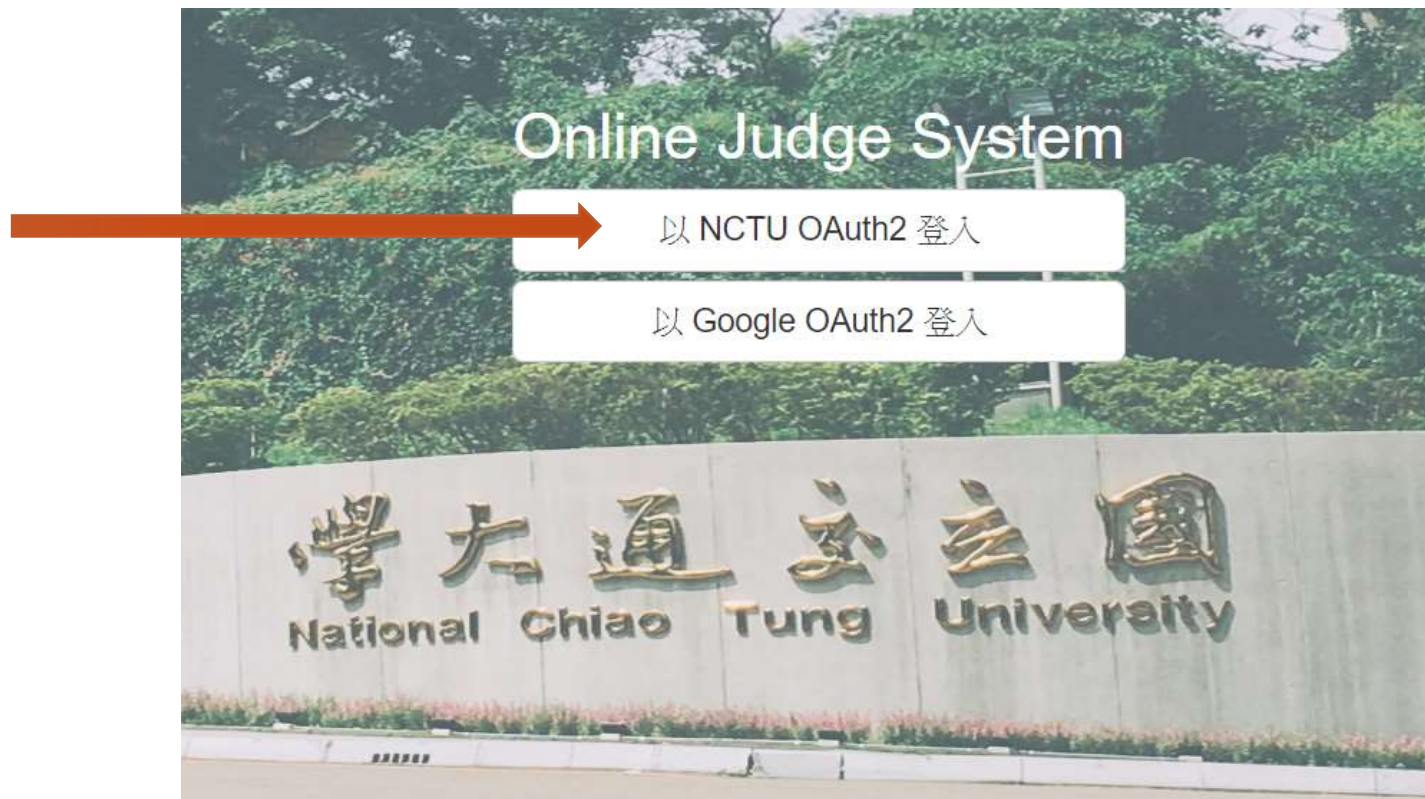 Online Judge System
以 NCTU OAuth2 登入
以 Google OAuth2 登入
國立交通大學
National Chiao Tung University